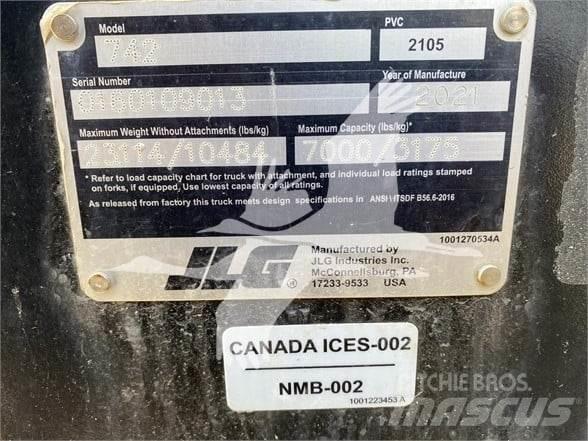 Model
PVC
742
2105
Serial Number
Year of Manufacture
0160109013
2021
Maximum Weight Without Attachments (lbs/kg)
Maximum Capacity (lbs/kg)*
23114/10484
7000/3175
* Refer to load capacity chart for truck with attachment, and individual load ratings stamped
on forks, if equipped. Use lowest capacity of all ratings.
As released from factory this truck meets design specifications in ANSI\ITSDF B56.6-2016
JLG®
Manufactured by
JLG Industries Inc.
McConnellsburg, PA
17233-9533 USA
1001270534A
CANADA ICES-002
NMB-002
1001223453 A
RITCHIE BROS.
MASCUS